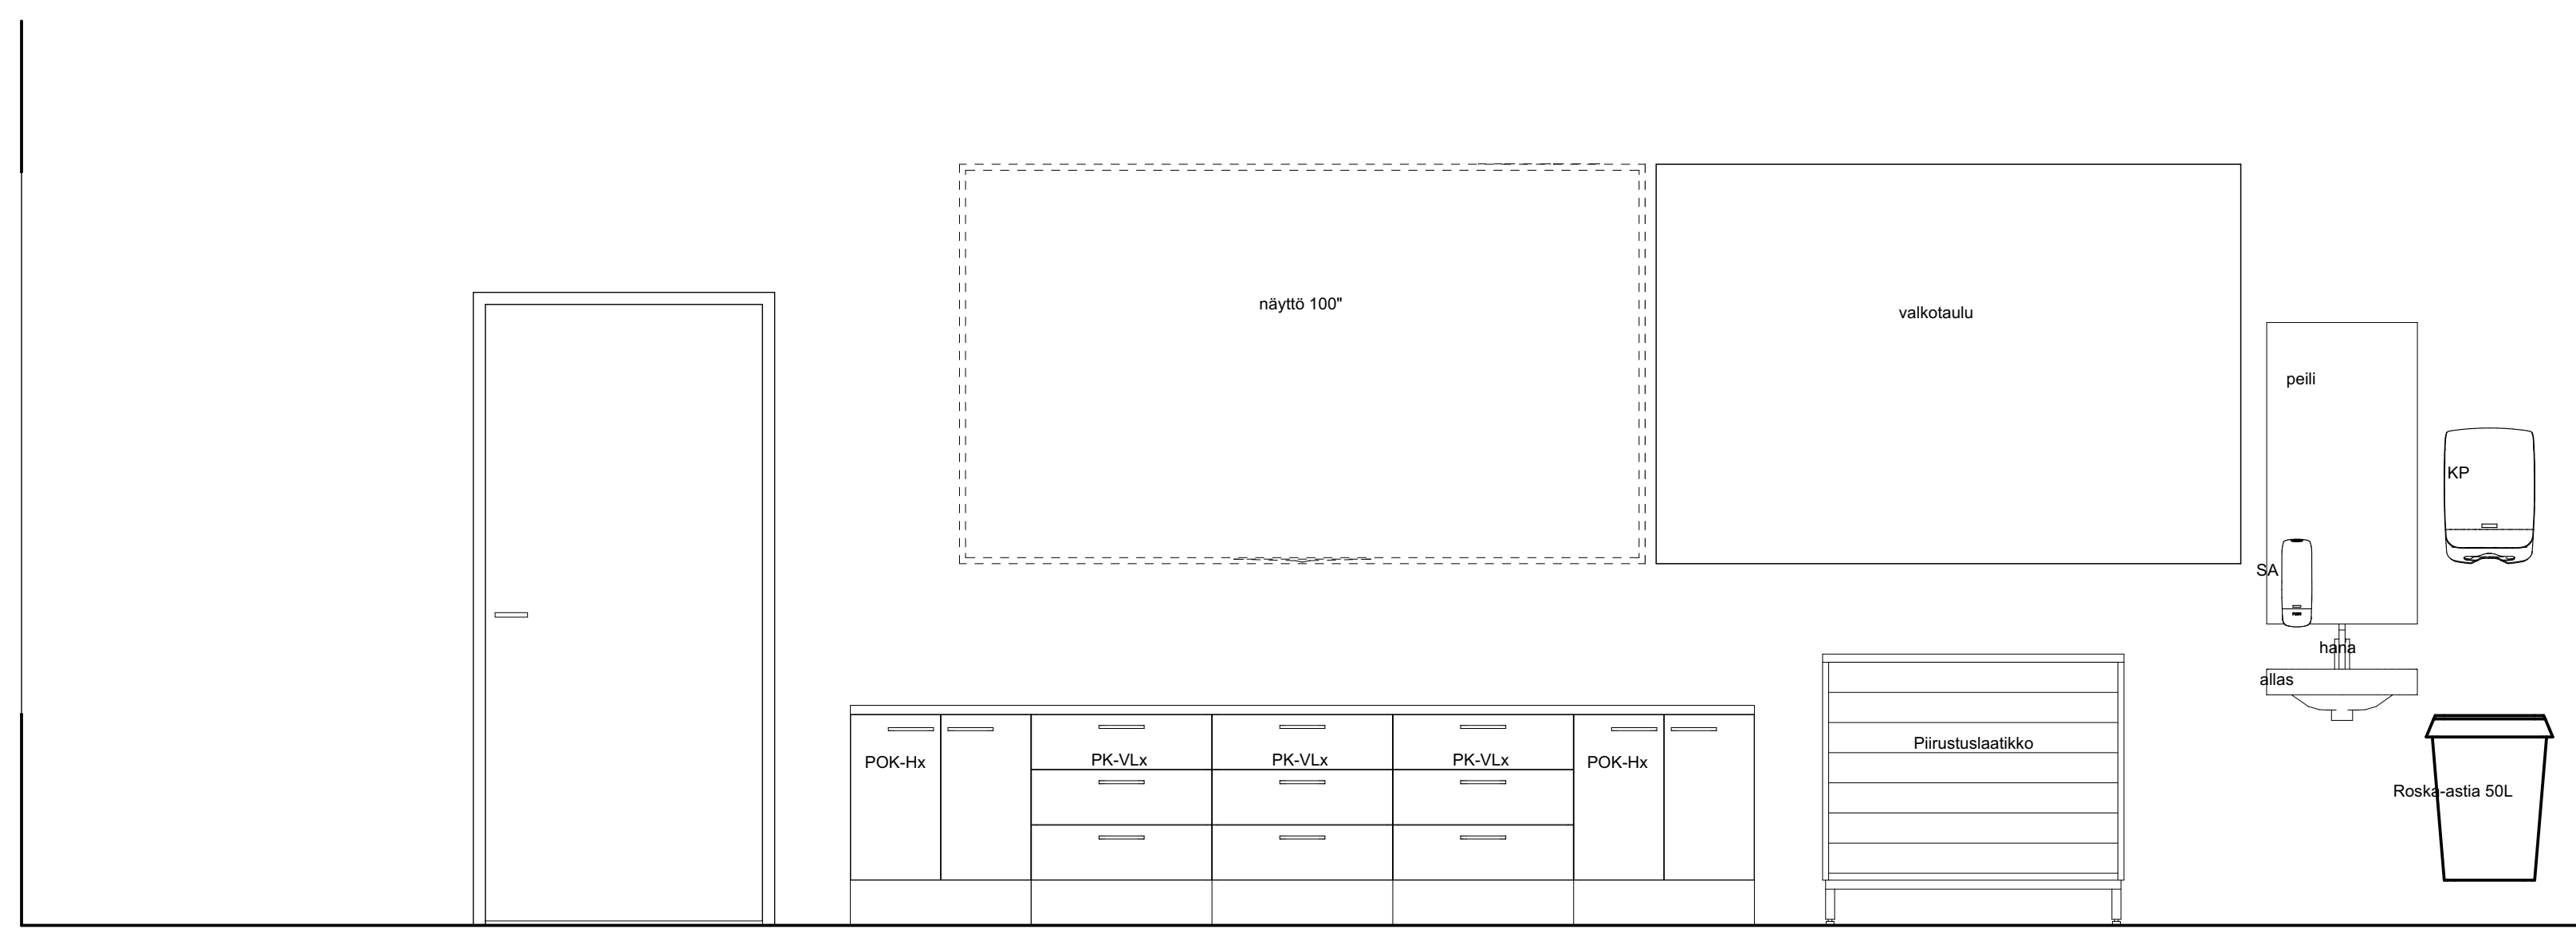 näyttö 100"
valkotaulu
peili
KP
SA
hana
allas
POK-Hx
PK-VLx
PK-VLx
PK-VLx
POK-Hx
Piirustuslaatikko
Roska-astia 50L